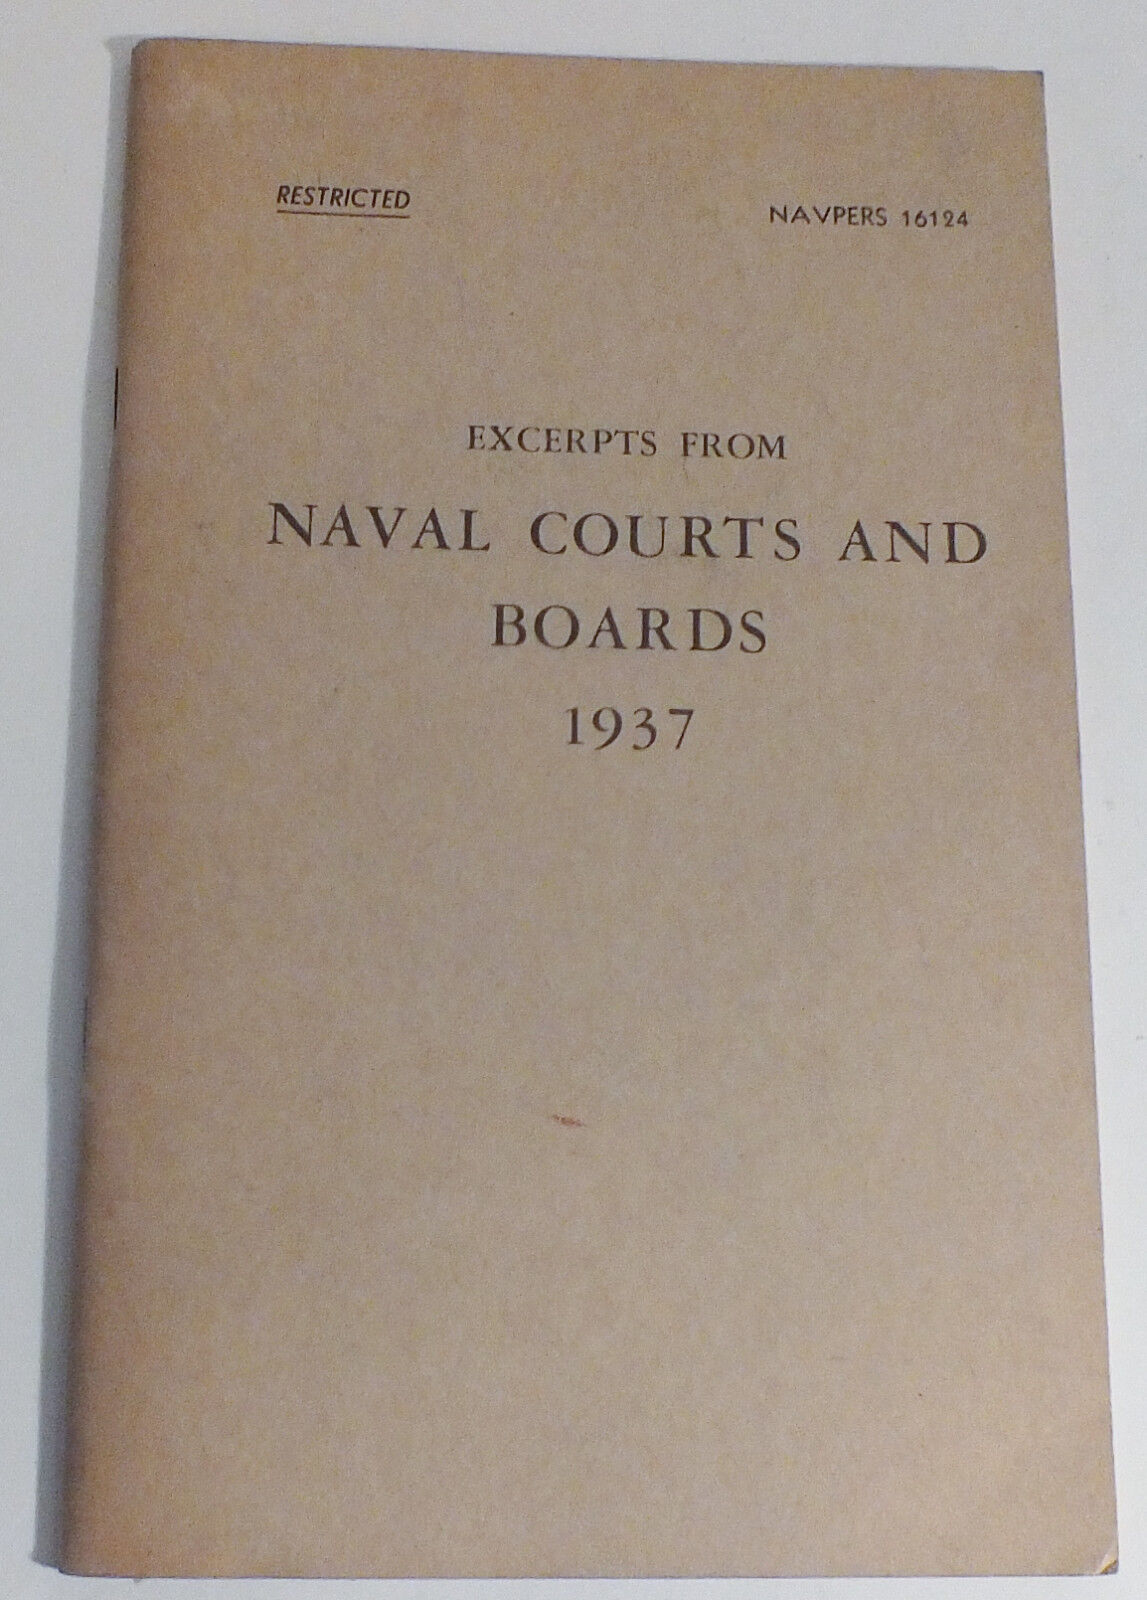 RESTRICTED
NAVPERS 16124
EXCERPTS FROM
NAVAL COURTS AND
BOARDS
1937